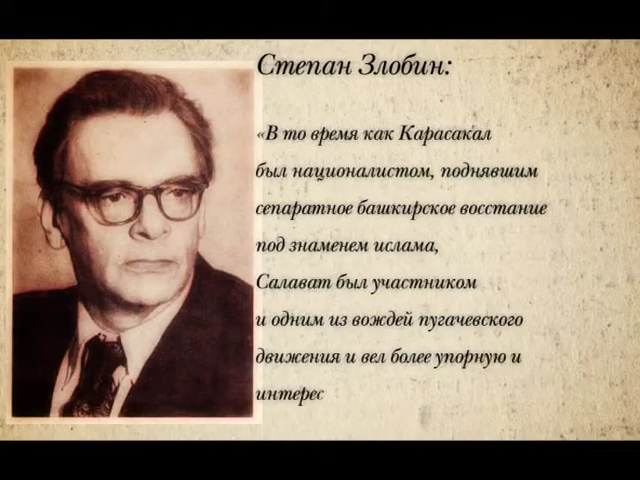 Степан Злобин:
«В то время как Карасакал
был националистом, поднявшим
сепаратное башкирское восстание
под знаменем ислама,
Салават был участником
и одним из вождей пугачевского
движения и вел более упорную и
интерес